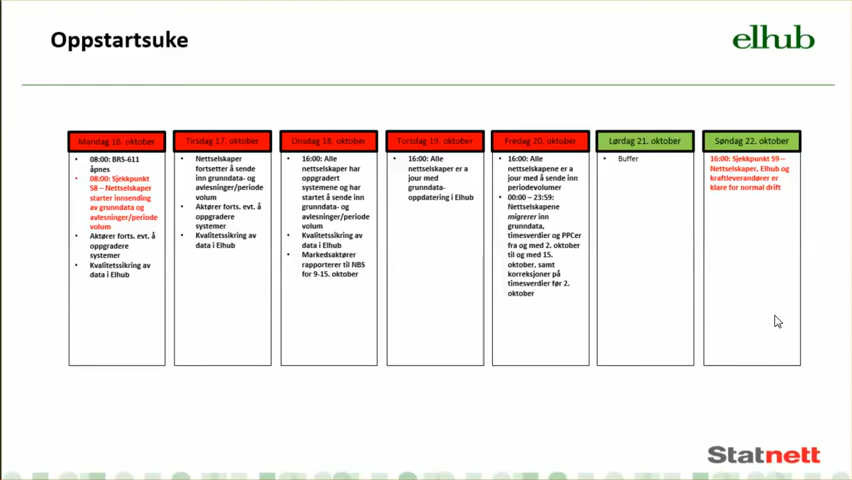 Oppstartsuke
elhub
Mandag 16. oktober
• 08:00: BRS-611
åpnes
• 08:00: Sjekkpunkt
S8 – Nettselskaper
starter innsending
av grunndata og
avlesninger/periode
volum
• Aktører forts. evt. å
oppgradere
systemer
• Kvalitetssikring av
data i Elhub
Tirsdag 17. oktober
• Nettselskaper
fortsetter å sende
inn grunndata- og
avlesninger/periode
volum
• Aktører forts. evt. å
oppgradere
systemer
• Kvalitetssikring av
data i Elhub
Onsdag 18. oktober
• 16:00: Alle
nettselskaper har
oppgradert
systemene og har
startet å sende inn
grunndata- og
avlesninger/periode
volum
• Kvalitetssikring av
data i Elhub
• Markedsaktører
rapporterer til NBS
for 9-15. oktober
Torsdag 19. oktober
• 16:00: Alle
nettselskaper er a
jour med
grunndata-
oppdatering i Elhub
Fredag 20. oktober
• 16:00: Alle
nettselskapene er a
jour med å sende inn
periodevolumer
• 00:00 – 23:59:
Nettselskapene
migrerer inn
grunndata,
timesverdier og PPCer
fra og med 2. oktober
til og med 15.
oktober, samt
korreksjoner på
timesverdier før 2.
oktober
Lørdag 21. oktober
• Buffer
Søndag 22. oktober
16:00: Sjekkpunkt S9 –
Nettselskaper, Elhub og
kraftleverandører er
klare for normal drift
Statnett